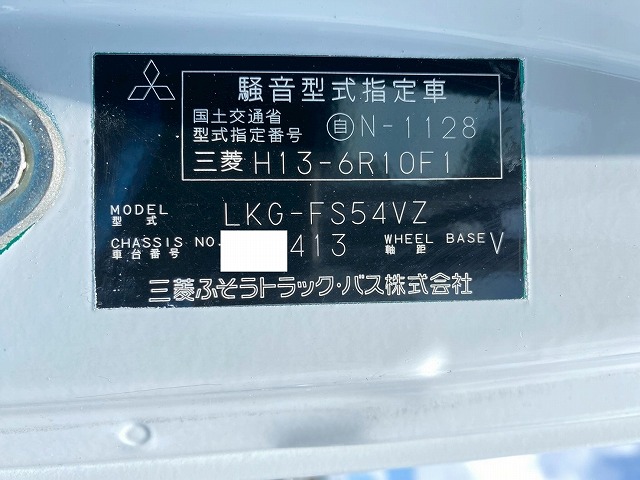 騒音型式指定車
国土交通省
型式指定番号 自N-1128
三菱 H13-6R10F1
MODEL
型式 LKG-FS54VZ
CHASSIS NO.
車台番号 413 WHEEL BASE
軸距 V
三菱ふそうトラック・バス株式会社